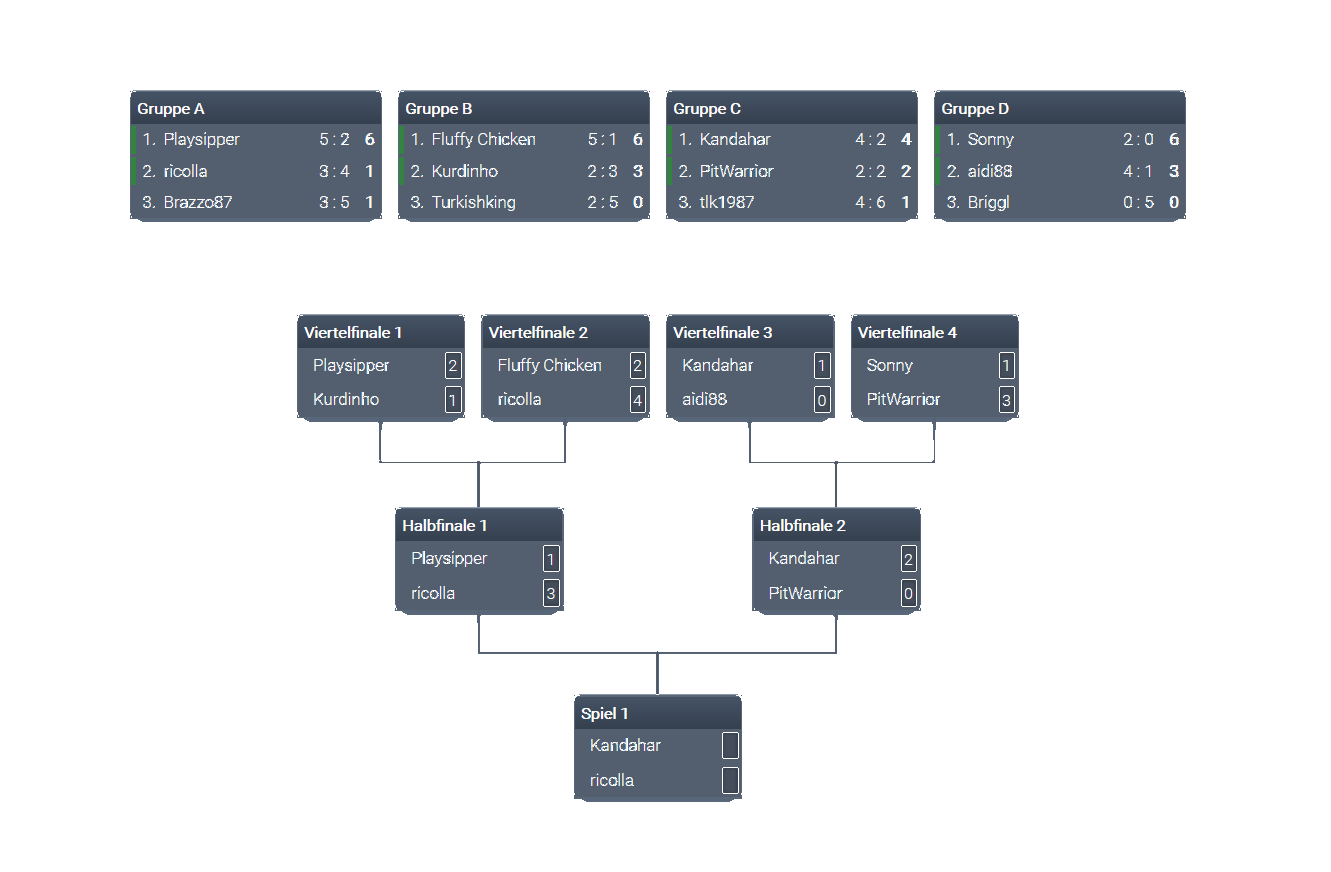 Gruppe A
1. Playsipper 5 : 2 6
2. ricolla 3 : 4 1
3. Brazzo87 3 : 5 1
Gruppe B
1. Fluffy Chicken 5 : 1 6
2. Kurdinho 2 : 3 3
3. Turkishking 2 : 5 0
Gruppe C
1. Kandahar 4 : 2 4
2. PitWarrior 2 : 2 2
3. tlk1987 4 : 6 1
Gruppe D
1. Sonny 2 : 0 6
2. aidi88 4 : 1 3
3. Briggl 0 : 5 0
Viertelfinale 1
Playsipper 2
Kurdinho 1
Viertelfinale 2
Fluffy Chicken 2
ricolla 4
Viertelfinale 3
Kandahar 1
aidi88 0
Viertelfinale 4
Sonny 1
PitWarrior 3
Halbfinale 1
Playsipper 1
ricolla 3
Halbfinale 2
Kandahar 2
PitWarrior 0
Spiel 1
Kandahar
ricolla